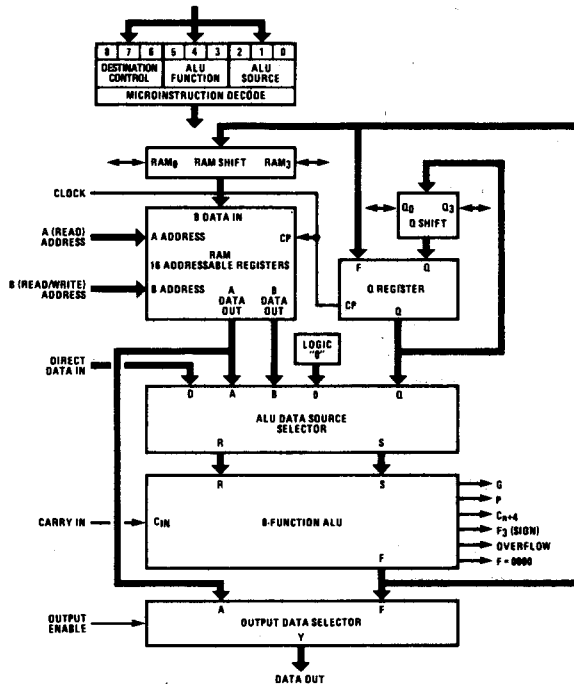 8 7 6 5 4 3 2 1 0
DESTINATION CONTROL
ALU FUNCTION
ALU SOURCE
MICROINSTRUCTION DECODE
RAM0 RAM SHIFT RAM3
CLOCK
B DATA IN
A (READ) ADDRESS
A ADDRESS
CP
RAM
16 ADDRESSABLE REGISTERS
B (READ/WRITE) ADDRESS
B ADDRESS
A DATA OUT
B DATA OUT
Q0 Q3
Q SHIFT
F Q
Q REGISTER
CP
Q
LOGIC "0"
DIRECT DATA IN
D A B 0 Q
ALU DATA SOURCE
SELECTOR
R S
R S
CARRY IN
CIN
8-FUNCTION ALU
F
G
P
Cn+4
F3 (SIGN)
OVERFLOW
F = 0000
A F
OUTPUT ENABLE
OUTPUT DATA SELECTOR
Y
DATA OUT